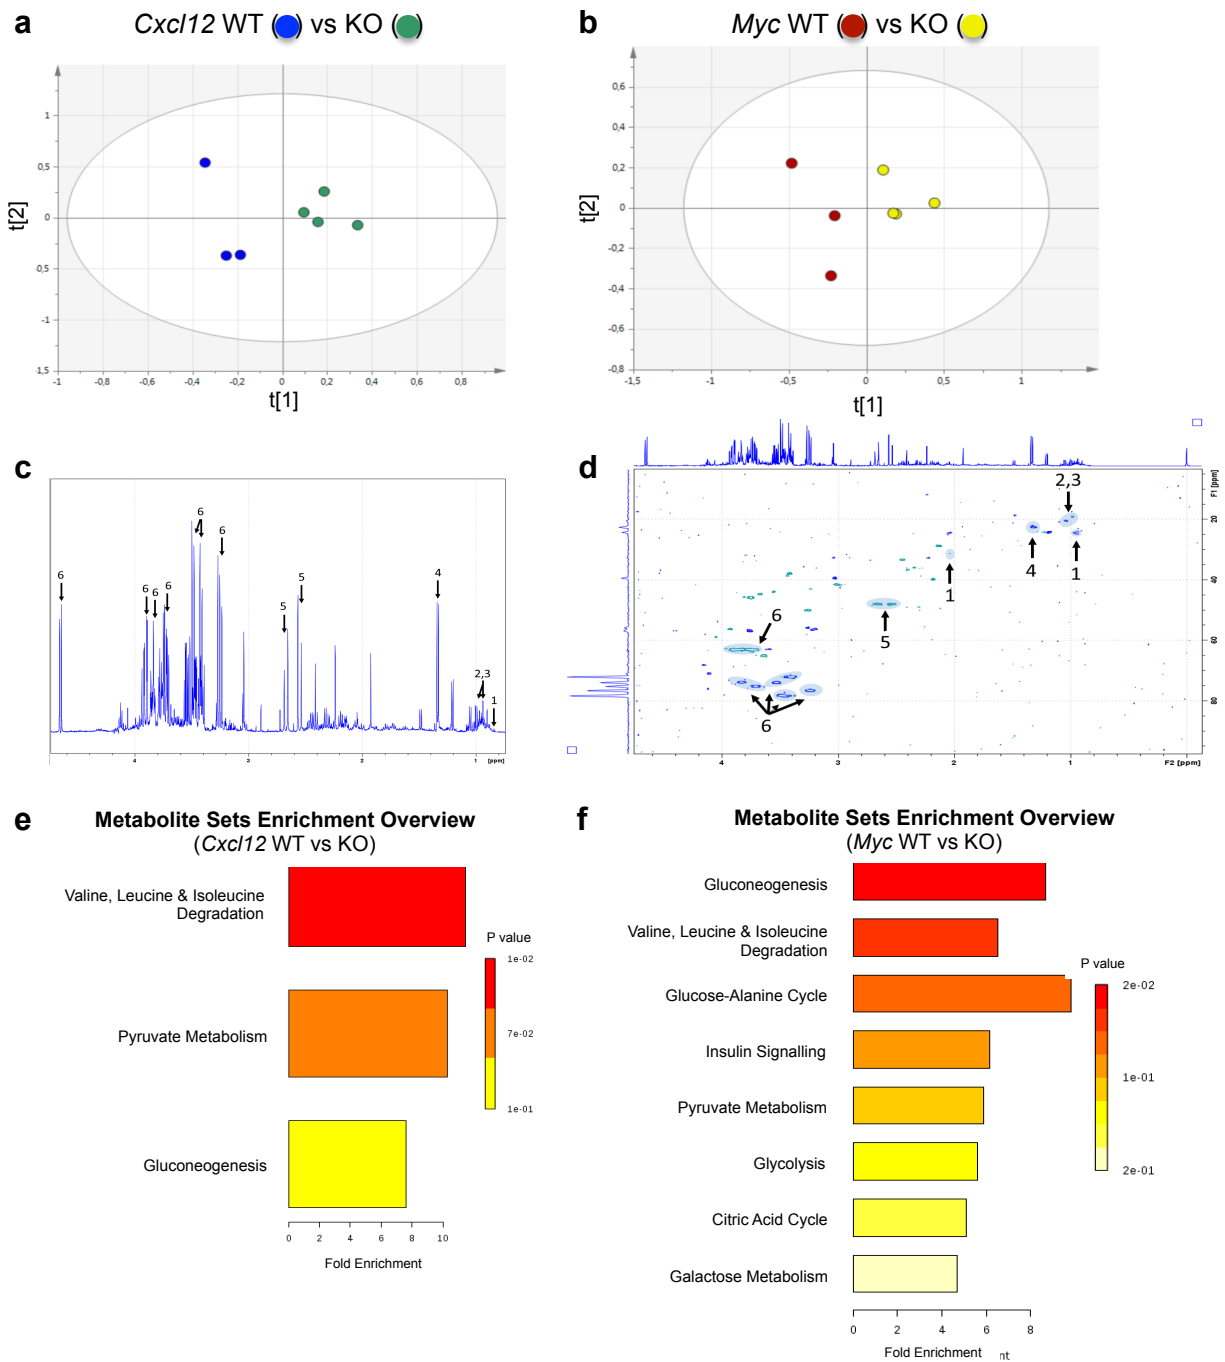 a
Cxcl12 WT ( ) vs KO ( )
b
Myc WT ( ) vs KO ( )
t[2]
1
0,5
0
0,5
-1
1,5
-1
-0,8
-0,6
-0,4
-0,2
0
0,2
0,4
0,6
0,8
t[1]
t[2]
0,6
0,4
0,2
0
-0,2
-0,4
-0,6
-0,8
-1,5
-1
-0,5
0
0,5
1
t[1]
c
6
6
6
6
6
6
5
5
4
2,3
1
4
3
2
1
[ppm]
d
2,3
4
1
1
5
6
6
F1 [ppm]
20
40
60
80
4
3
2
1
F2 [ppm]
e
Metabolite Sets Enrichment Overview
(Cxcl12 WT vs KO)
Valine, Leucine & Isoleucine
Degradation
Pyruvate Metabolism
Gluconeogenesis
0 2 4 6 8 10
Fold Enrichment
P value
1e-02
7e-02
1e-01
f
Metabolite Sets Enrichment Overview
(Myc WT vs KO)
Gluconeogenesis
Valine, Leucine & Isoleucine
Degradation
Glucose-Alanine Cycle
Insulin Signalling
Pyruvate Metabolism
Glycolysis
Citric Acid Cycle
Galactose Metabolism
0 2 4 6 8
Fold Enrichment nt
P value
2e-02
1e-01
2e-01